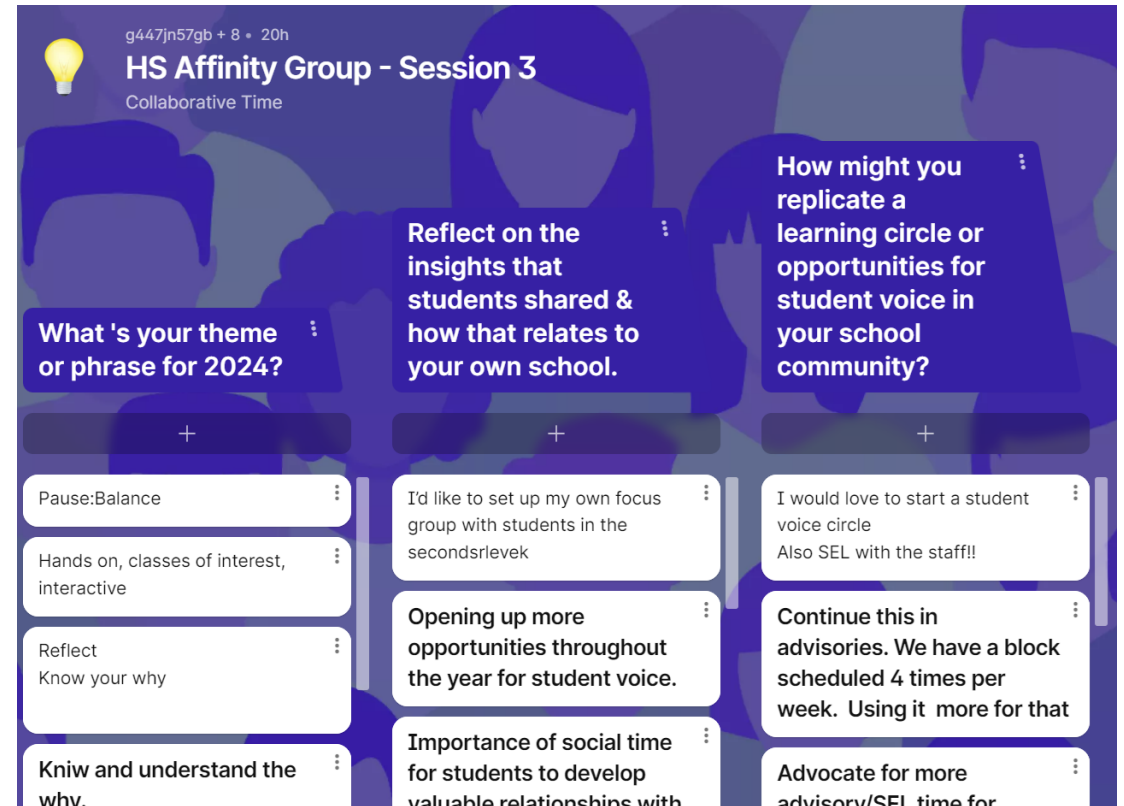 g447jn57gb + 8 • 20h
HS Affinity Group - Session 3
Collaborative Time
What 's your theme
or phrase for 2024?
Pause:Balance
Hands on, classes of interest,
interactive
Reflect
Know your why
Kniw and understand the
why.
Reflect on the
insights that
students shared &
how that relates to
your own school.
I'd like to set up my own focus
group with students in the
secondsrlevek
Opening up more
opportunities throughout
the year for student voice.
Importance of social time
for students to develop
valuable relationships with
How might you
replicate a
learning circle or
opportunities for
student voice in
your school
community?
I would love to start a student
voice circle
Also SEL with the staff!!
Continue this in
advisories. We have a block
scheduled 4 times per
week.  Using it  more for that
Advocate for more
advisory/SEL time for